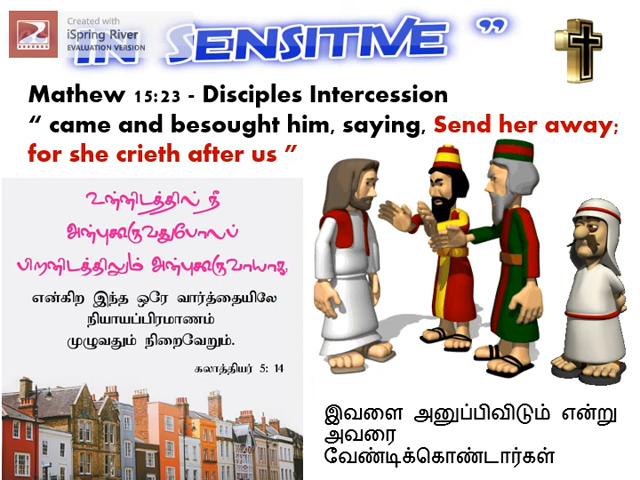 Created with
iSpring River
EVALUATION VERSION
IN SENSITIVE ”
Mathew 15:23 - Disciples Intercession
“ came and besought him, saying, Send her away;
for she crieth after us ”
உன்னிடத்தில் நீ
அன்புகூருவதுபோலப்
பிறனிடத்திலும் அன்புகூருவாயாக,
என்கிற இந்த ஒரே வார்த்தையிலே
நியாயப்பிரமாணம்
முழுவதும் நிறைவேறும்.
கலாத்தியர் 5: 14
இவளை அனுப்பிவிடும் என்று
அவரை
வேண்டிக்கொண்டார்கள்